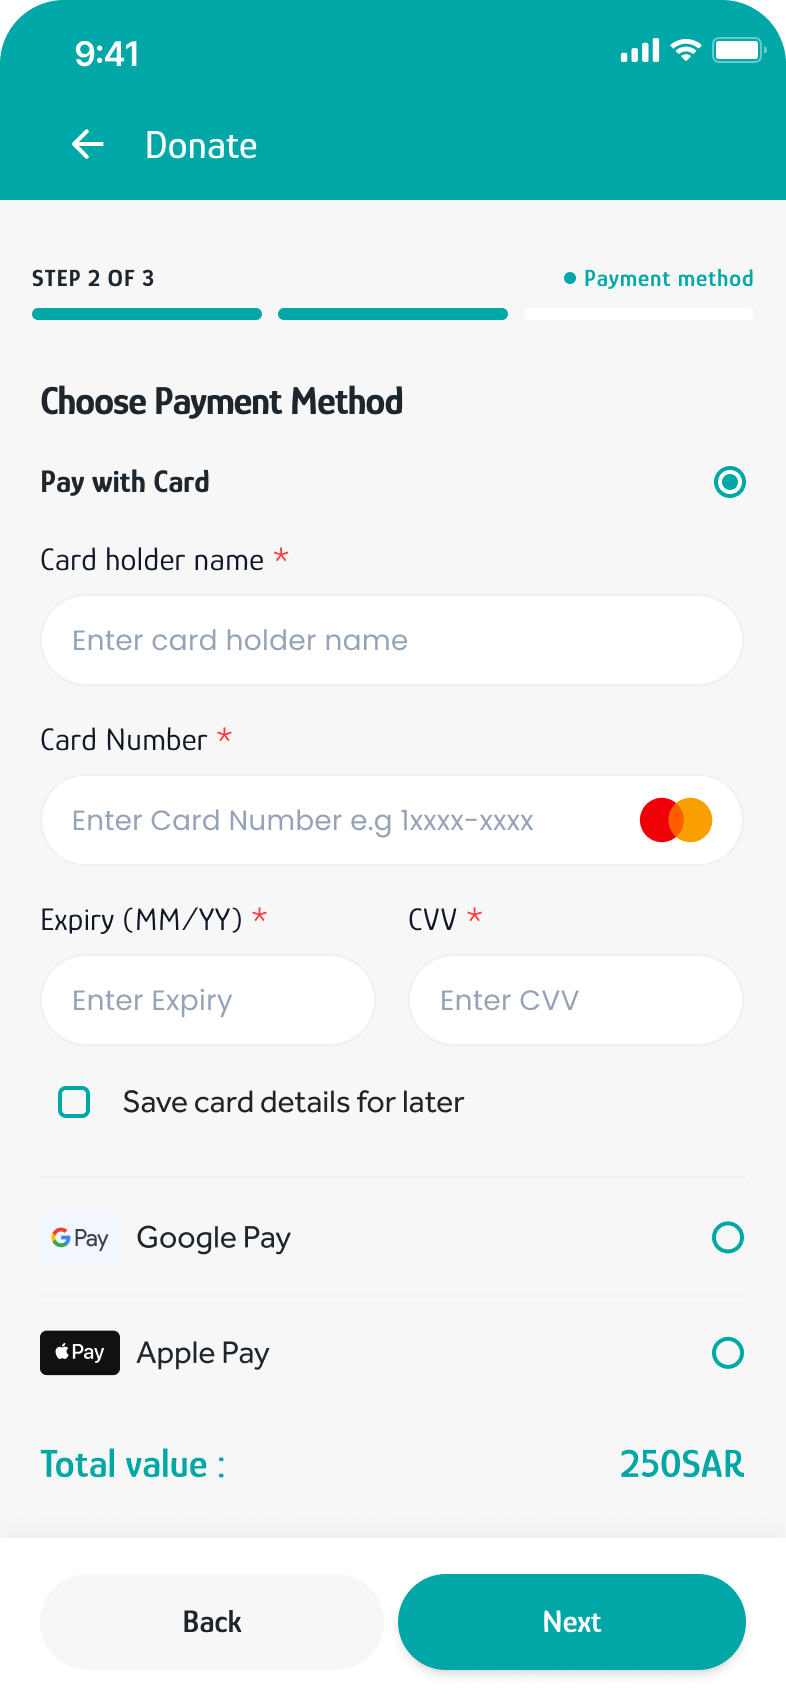 9:41
Donate
STEP 2 OF 3
Payment method
Choose Payment Method
Pay with Card
Card holder name *
Enter card holder name
Card Number *
Enter Card Number e.g 1xxxx-xxxx
Expiry (MM/YY) *
CVV *
Enter Expiry
Enter CVV
Save card details for later
G Pay
Google Pay
Pay
Apple Pay
Total value :
250SAR
Back
Next